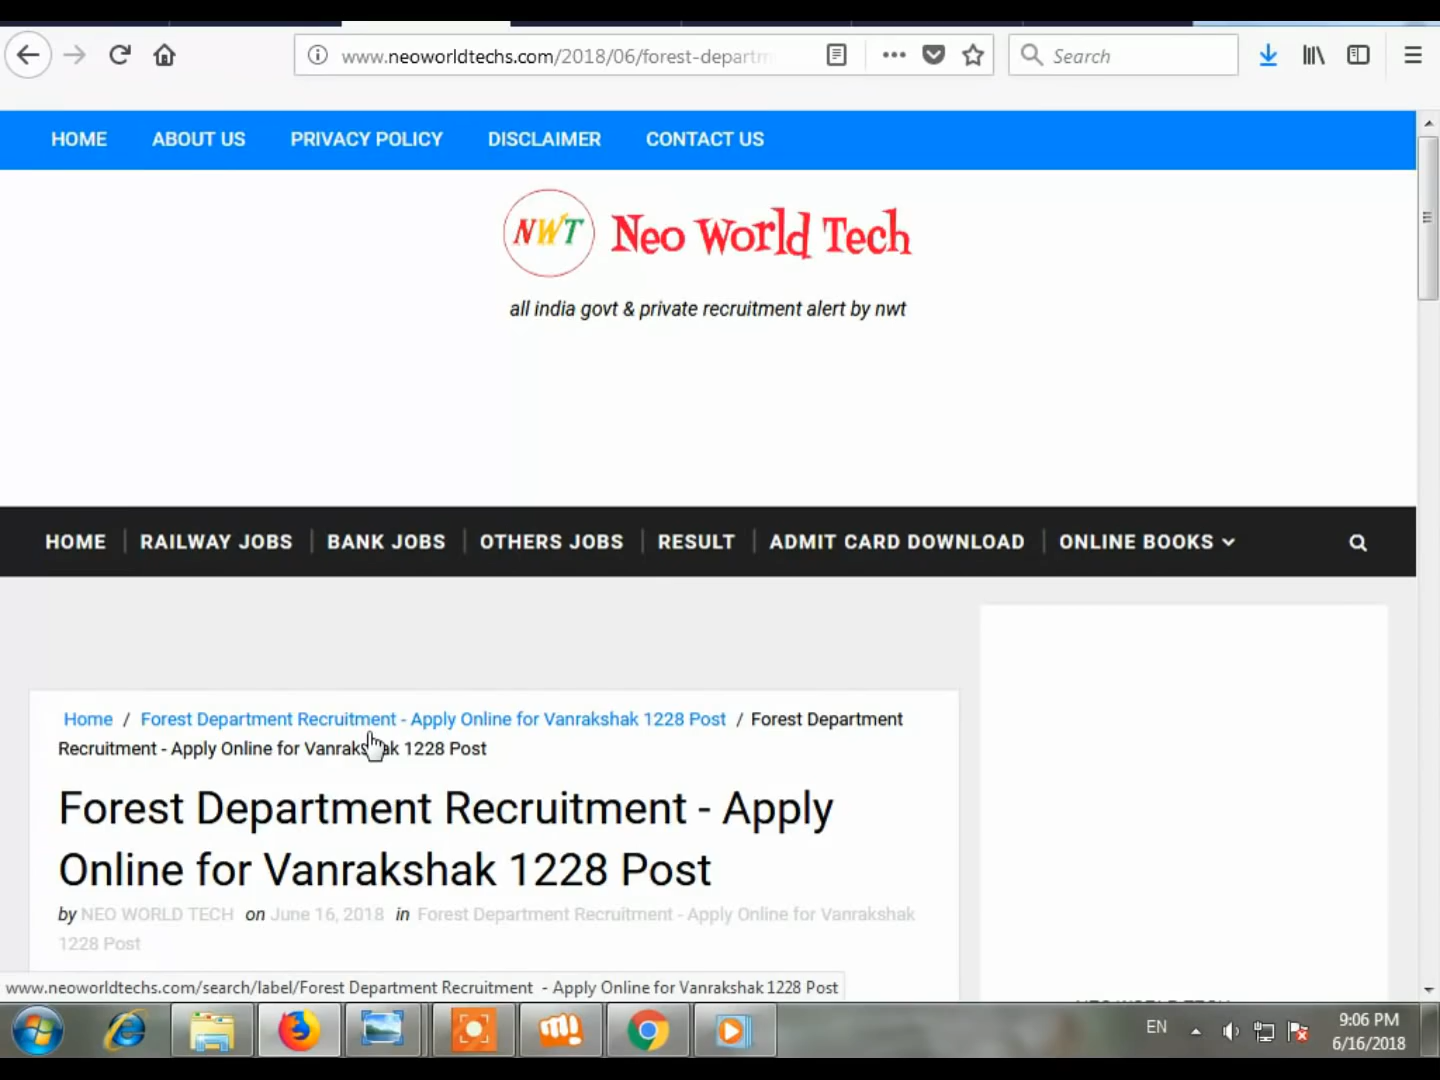 www.neoworldtechs.com/2018/06/forest-departm
Search
HOME ABOUT US PRIVACY POLICY DISCLAIMER CONTACT US
NWT Neo World Tech
all india govt & private recruitment alert by nwt
HOME RAILWAY JOBS BANK JOBS OTHERS JOBS RESULT ADMIT CARD DOWNLOAD ONLINE BOOKS
Home / Forest Department Recruitment - Apply Online for Vanrakshak 1228 Post / Forest Department
Recruitment - Apply Online for Vanrakshak 1228 Post
Forest Department Recruitment - Apply
Online for Vanrakshak 1228 Post
by NEO WORLD TECH on June 16, 2018 in Forest Department Recruitment - Apply Online for Vanrakshak
1228 Post
NEO WORLD TECH
www.neoworldtechs.com/search/label/Forest Department Recruitment - Apply Online for Vanrakshak 1228 Post
EN
9:06 PM
6/16/2018